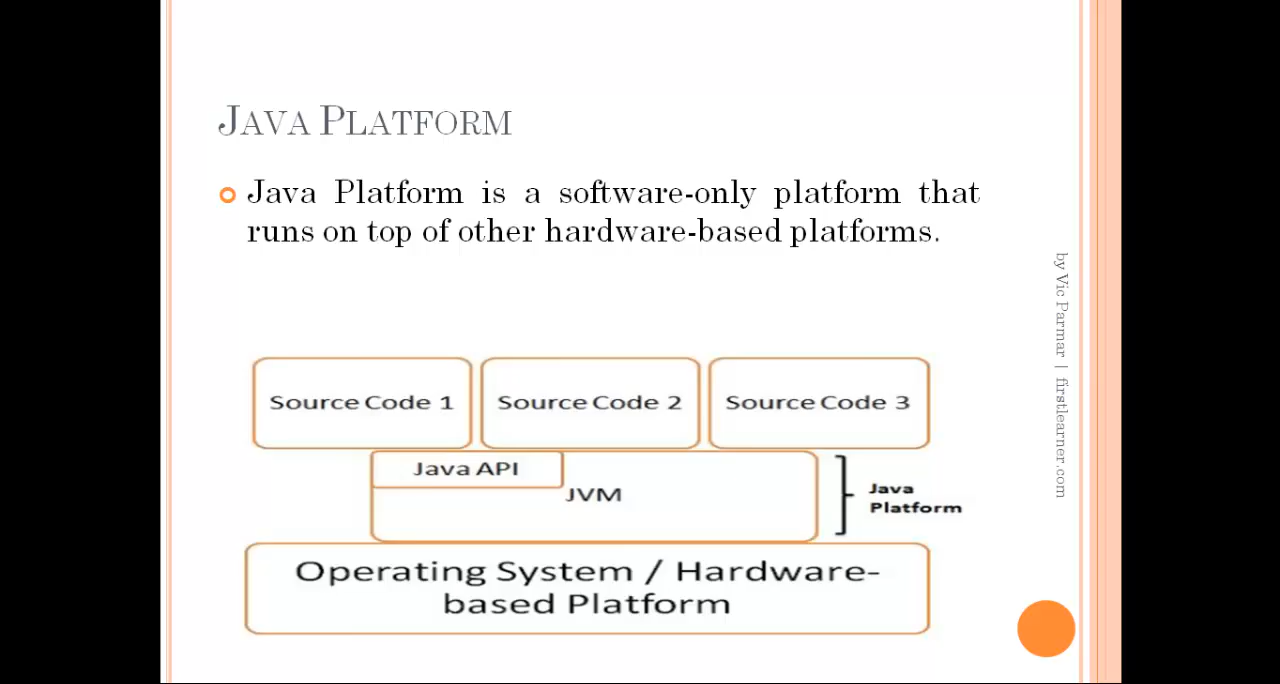 JAVA PLATFORM
Java Platform is a software-only platform that
runs on top of other hardware-based platforms.
by Vic Parmar | firstlearner.com
Source Code 1
Source Code 2
Source Code 3
Java API
JVM
Java
Platform
Operating System / Hardware-
based Platform